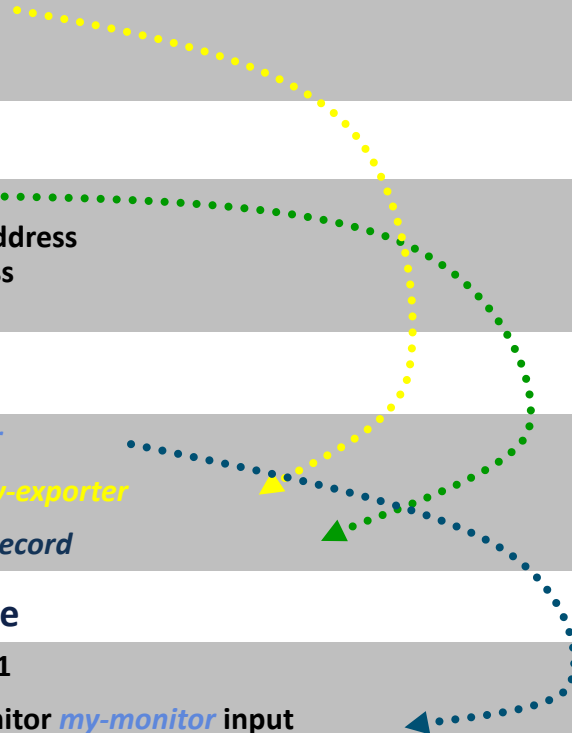 ddress
s
r
y-exporter
ecord
e
1
nitor my-monitor input